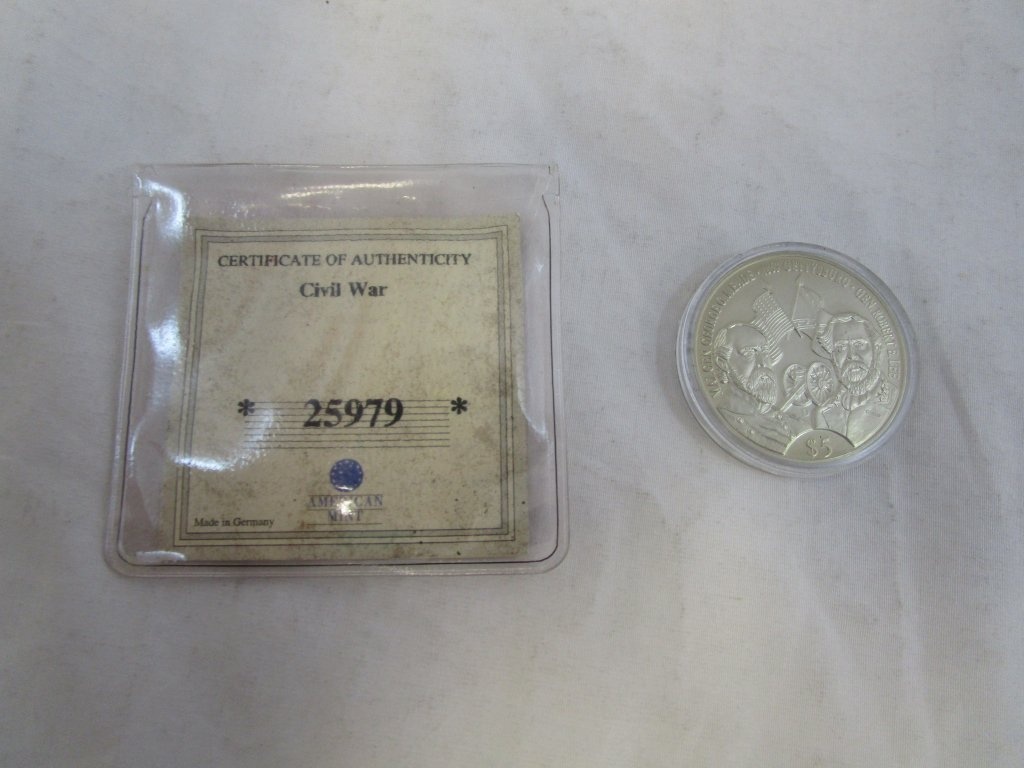 CERTIFICATE OF AUTHENTICITY
Civil War
* 25979 *
AMERICAN
MINT
Made in Germany
$5